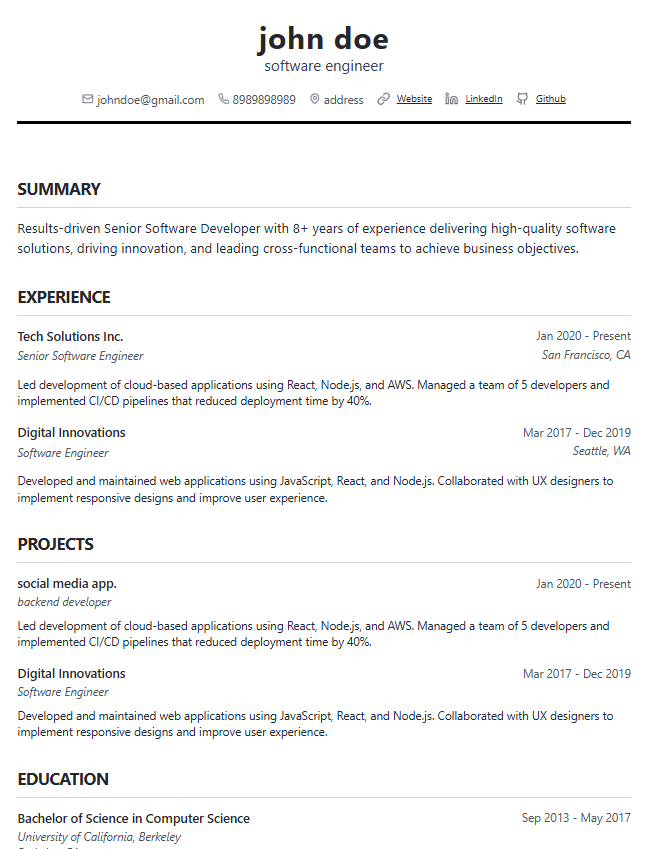 john doe
software engineer
johndoe@gmail.com 8989898989 address Website LinkedIn Github
SUMMARY
Results-driven Senior Software Developer with 8+ years of experience delivering high-quality software
solutions, driving innovation, and leading cross-functional teams to achieve business objectives.
EXPERIENCE
Tech Solutions Inc. Jan 2020 - Present
Senior Software Engineer San Francisco, CA
Led development of cloud-based applications using React, Node.js, and AWS. Managed a team of 5 developers and
implemented CI/CD pipelines that reduced deployment time by 40%.
Digital Innovations Mar 2017 - Dec 2019
Software Engineer Seattle, WA
Developed and maintained web applications using JavaScript, React, and Node.js. Collaborated with UX designers to
implement responsive designs and improve user experience.
PROJECTS
social media app. Jan 2020 - Present
backend developer
Led development of cloud-based applications using React, Node.js, and AWS. Managed a team of 5 developers and
implemented CI/CD pipelines that reduced deployment time by 40%.
Digital Innovations Mar 2017 - Dec 2019
Software Engineer
Developed and maintained web applications using JavaScript, React, and Node.js. Collaborated with UX designers to
implement responsive designs and improve user experience.
EDUCATION
Bachelor of Science in Computer Science Sep 2013 - May 2017
University of California, Berkeley